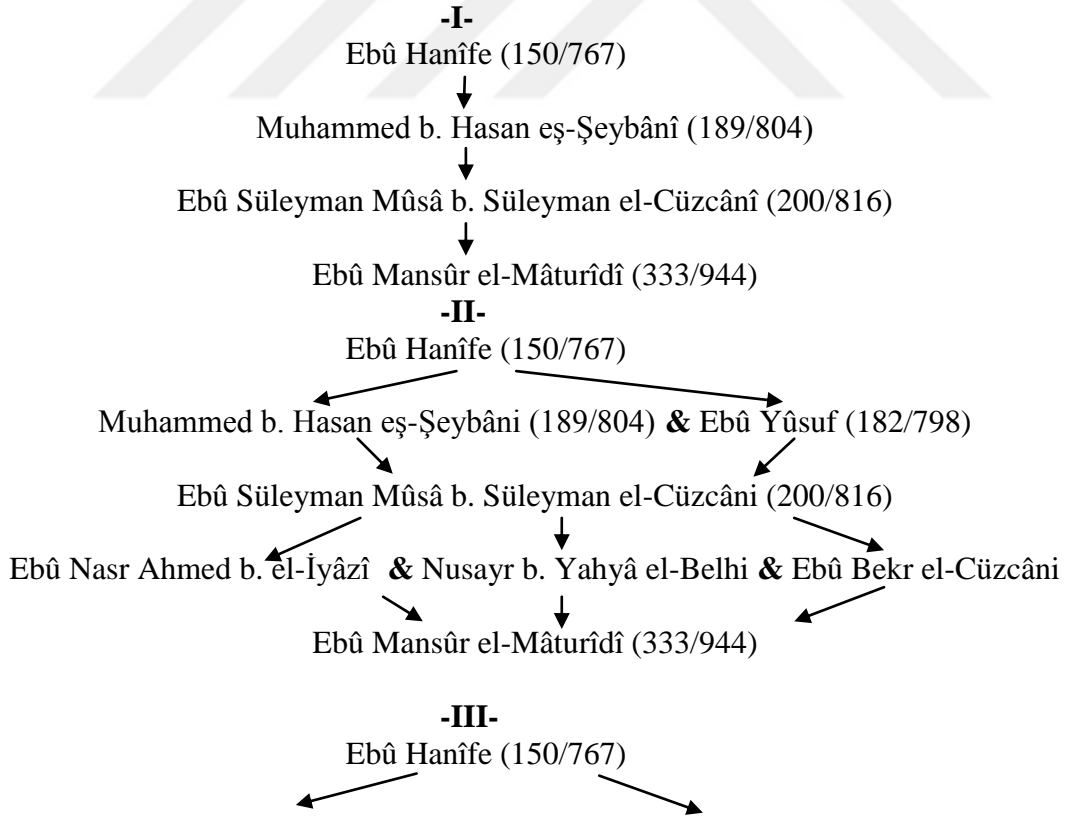 -I-
Ebû Hanîfe (150/767)
Muhammed b. Hasan eş-Şeybânî (189/804)
Ebû Süleyman Mûsâ b. Süleyman el-Cüzcânî (200/816)
Ebû Mansûr el-Mâturîdî (333/944)
-II-
Ebû Hanîfe (150/767)
Muhammed b. Hasan eş-Şeybâni (189/804) & Ebû Yûsuf (182/798)
Ebû Süleyman Mûsâ b. Süleyman el-Cüzcâni (200/816)
Ebû Nasr Ahmed b. el-İyâzî & Nusayr b. Yahyâ el-Belhi & Ebû Bekr el-Cüzcâni
Ebû Mansûr el-Mâturîdî (333/944)
-III-
Ebû Hanîfe (150/767)